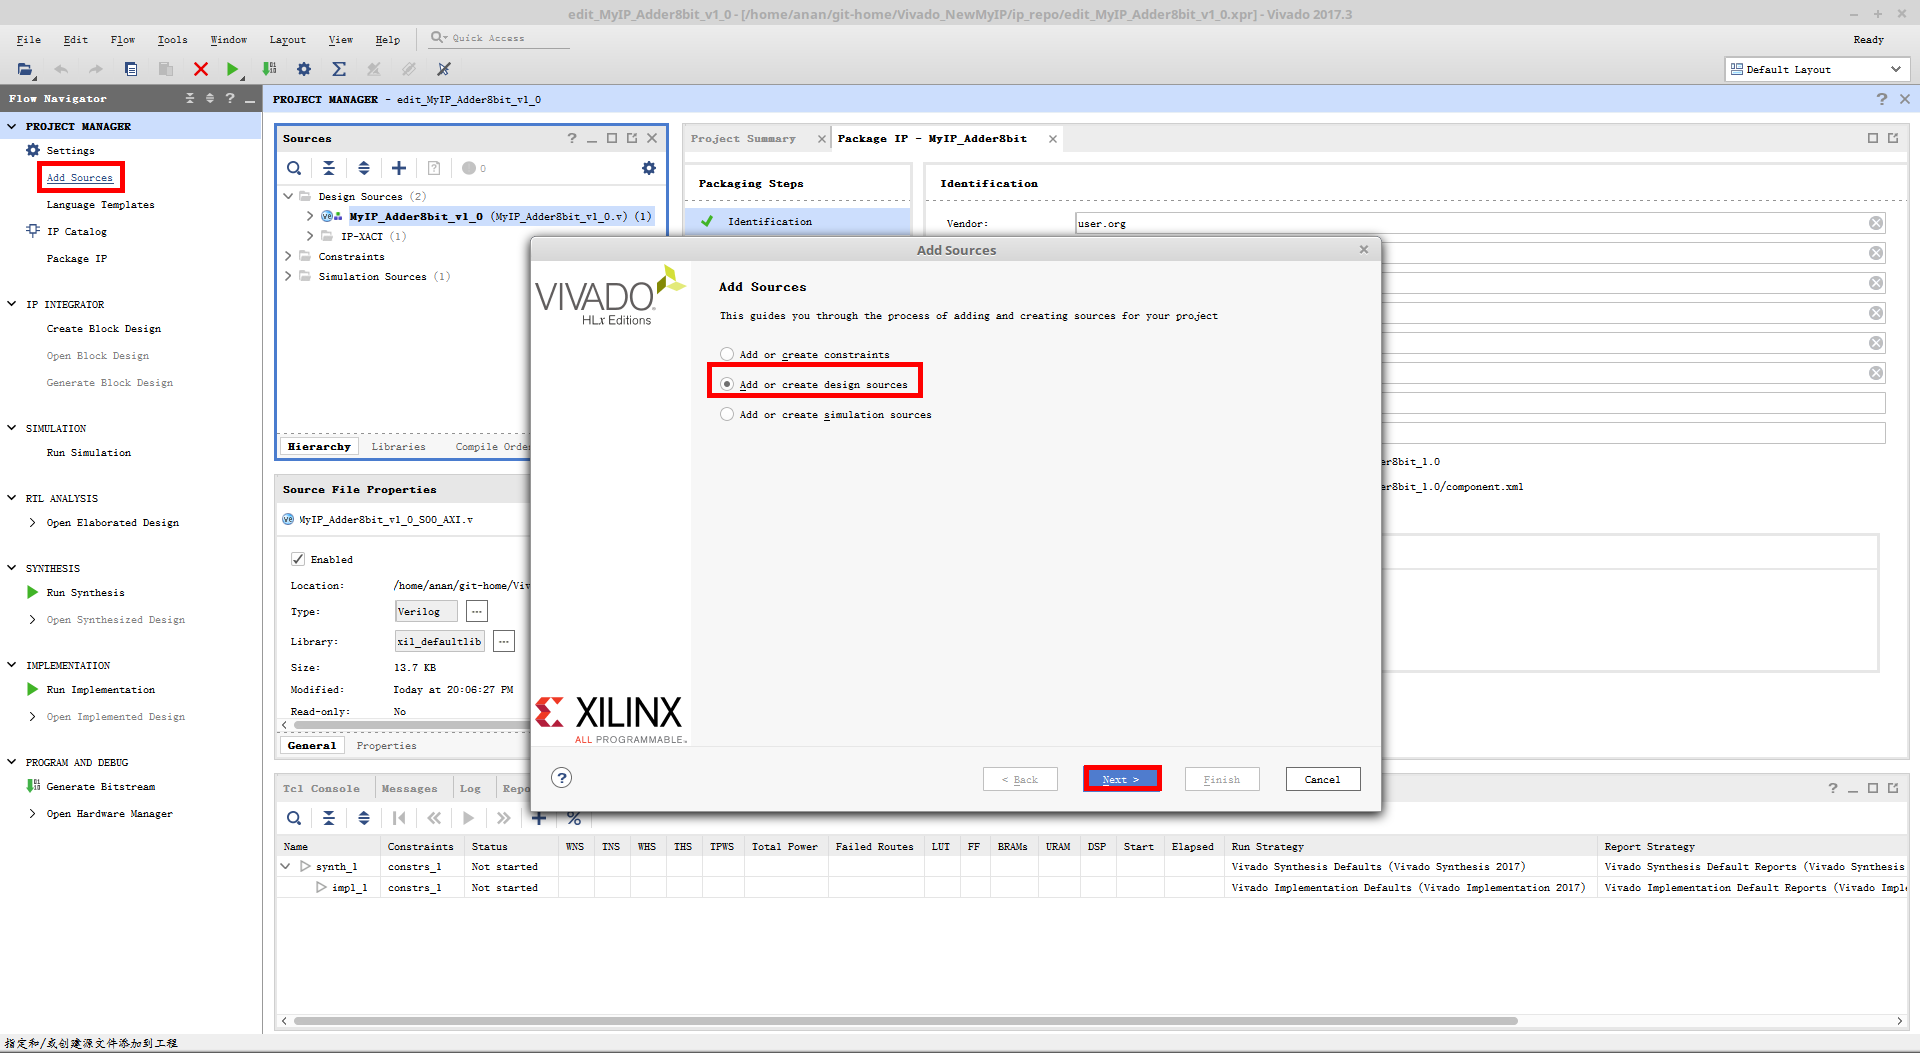 edit_MyIP_Adder8bit_v1_0 - [/home/anan/git-home/Vivado_NewMyIP/ip_repo/edit_MyIP_Adder8bit_v1_0.xpr] - Vivado 2017.3
File Edit Flow Tools Window Layout View Help Quick Access Ready
Default Layout
Flow Navigator
PROJECT MANAGER - edit_MyIP_Adder8bit_v1_0
PROJECT MANAGER
Settings
Add Sources
Language Templates
IP Catalog
Package IP
IP INTEGRATOR
Create Block Design
Open Block Design
Generate Block Design
SIMULATION
Run Simulation
RTL ANALYSIS
Open Elaborated Design
SYNTHESIS
Run Synthesis
Open Synthesized Design
IMPLEMENTATION
Run Implementation
Open Implemented Design
PROGRAM AND DEBUG
Generate Bitstream
Open Hardware Manager
Sources
0
Design Sources (2)
MyIP_Adder8bit_v1_0 (MyIP_Adder8bit_v1_0.v) (1)
IP-XACT (1)
Constraints
Simulation Sources (1)
Hierarchy Libraries Compile Orde
Source File Properties
MyIP_Adder8bit_v1_0_S00_AXI.v
Enabled
Location: /home/anan/git-home/Viv
Type: Verilog ...
Library: xil_defaultlib ...
Size: 13.7 KB
Modified: Today at 20:06:27 PM
Read-only: No
General Properties
Project Summary Package IP - MyIP_Adder8bit
Packaging Steps
Identification
Identification
Vendor: user.org
er8bit_1.0
er8bit_1.0/component.xml
Add Sources
VIVADO
HLx Editions
Add Sources
This guides you through the process of adding and creating sources for your project
Add or create constraints
Add or create design sources
Add or create simulation sources
XILINX
ALL PROGRAMMABLE.
? < Back Next > Finish Cancel
Tcl Console Messages Log Repo
Name Constraints Status WNS TNS WHS THS TPWS Total Power Failed Routes LUT FF BRAMs URAM DSP Start Elapsed Run Strategy Report Strategy
synth_1 constrs_1 Not started Vivado Synthesis Defaults (Vivado Synthesis 2017) Vivado Synthesis Default Reports (Vivado Synthesis
impl_1 constrs_1 Not started Vivado Implementation Defaults (Vivado Implementation 2017) Vivado Implementation Default Reports (Vivado Impl
指定和/或创建源文件添加到工程